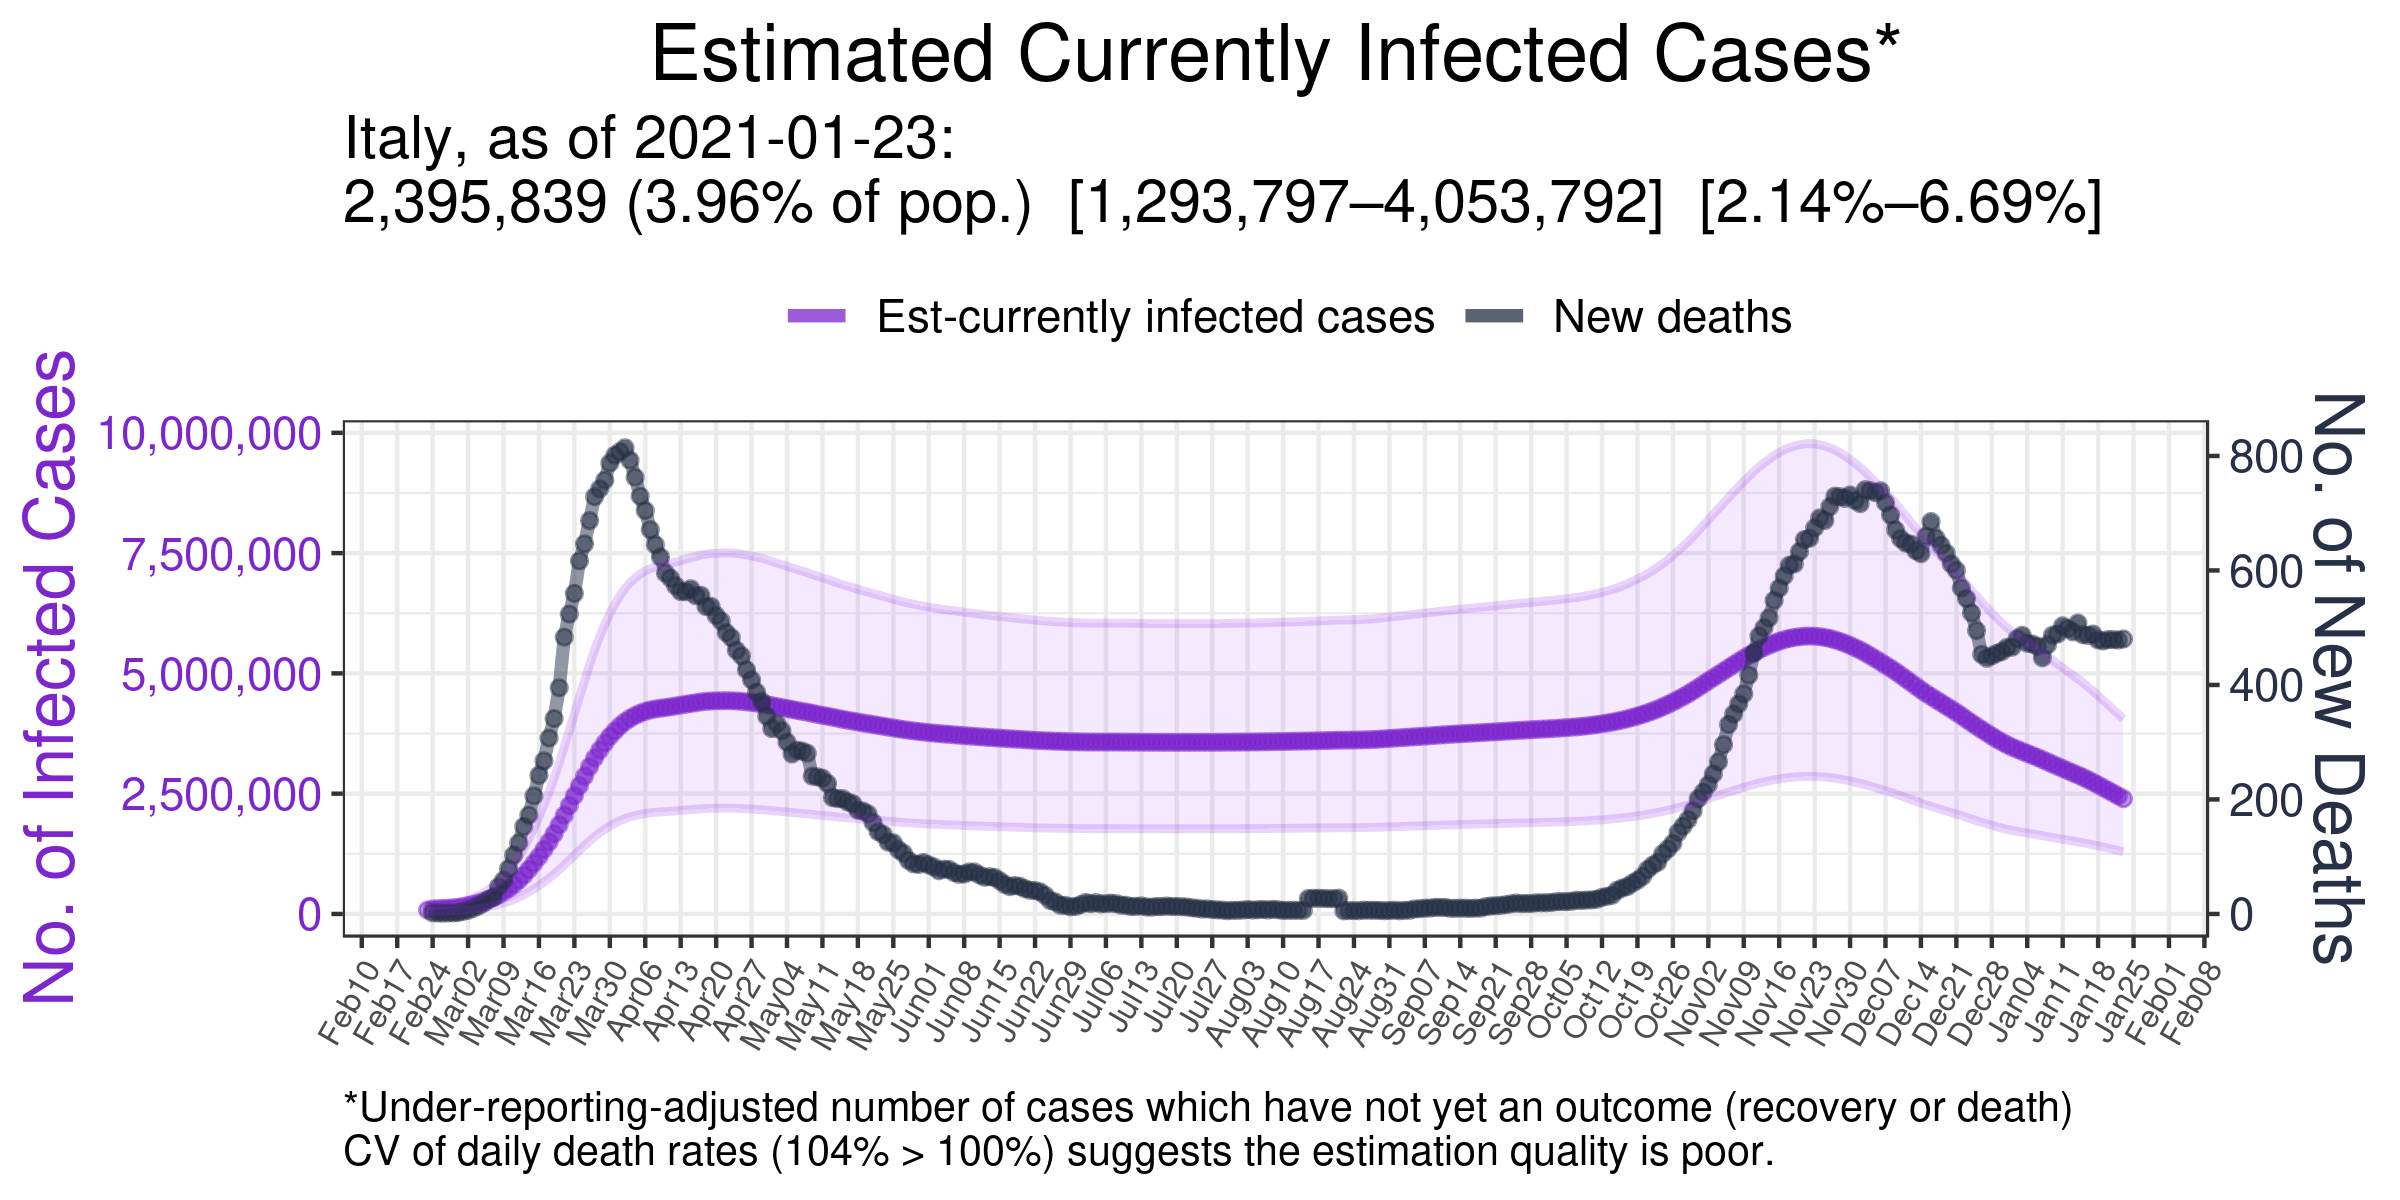 Estimated Currently Infected Cases*
Italy, as of 2021-01-23:
2,395,839 (3.96% of pop.) [1,293,797–4,053,792] [2.14%–6.69%]
Est-currently infected cases
New deaths
No. of Infected Cases
10,000,000
7,500,000
5,000,000
2,500,000
0
No. of New Deaths
800
600
400
200
0
Feb10
Feb17
Feb24
Mar02
Mar09
Mar16
Mar23
Mar30
Apr06
Apr13
Apr20
Apr27
May04
May11
May18
May25
Jun01
Jun08
Jun15
Jun22
Jun29
Jul06
Jul13
Jul20
Jul27
Aug03
Aug10
Aug17
Aug24
Aug31
Sep07
Sep14
Sep21
Sep28
Oct05
Oct12
Oct19
Oct26
Nov02
Nov09
Nov16
Nov23
Nov30
Dec07
Dec14
Dec21
Dec28
Jan04
Jan11
Jan18
Jan25
Feb01
Feb08
*Under-reporting-adjusted number of cases which have not yet an outcome (recovery or death)
CV of daily death rates (104% > 100%) suggests the estimation quality is poor.